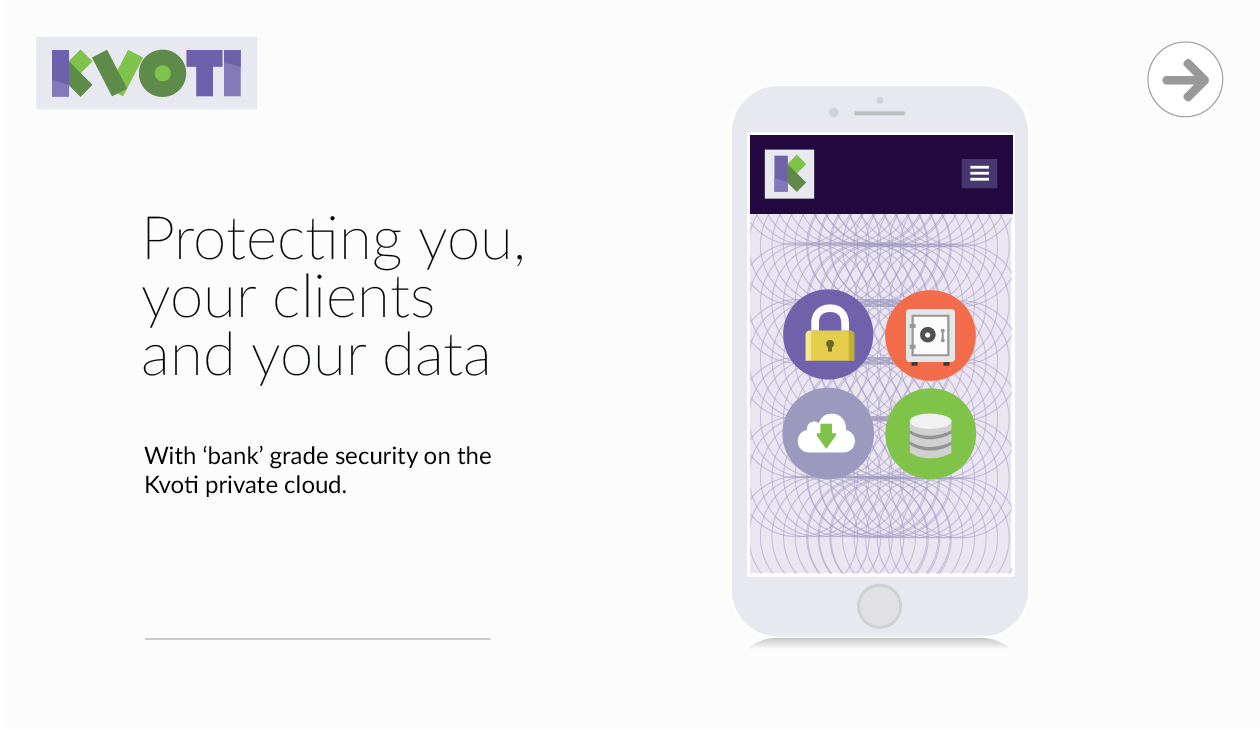 KVOTI
K
Protecting you,
your clients
and your data
With ‘bank’ grade security on the
Kvoti private cloud.